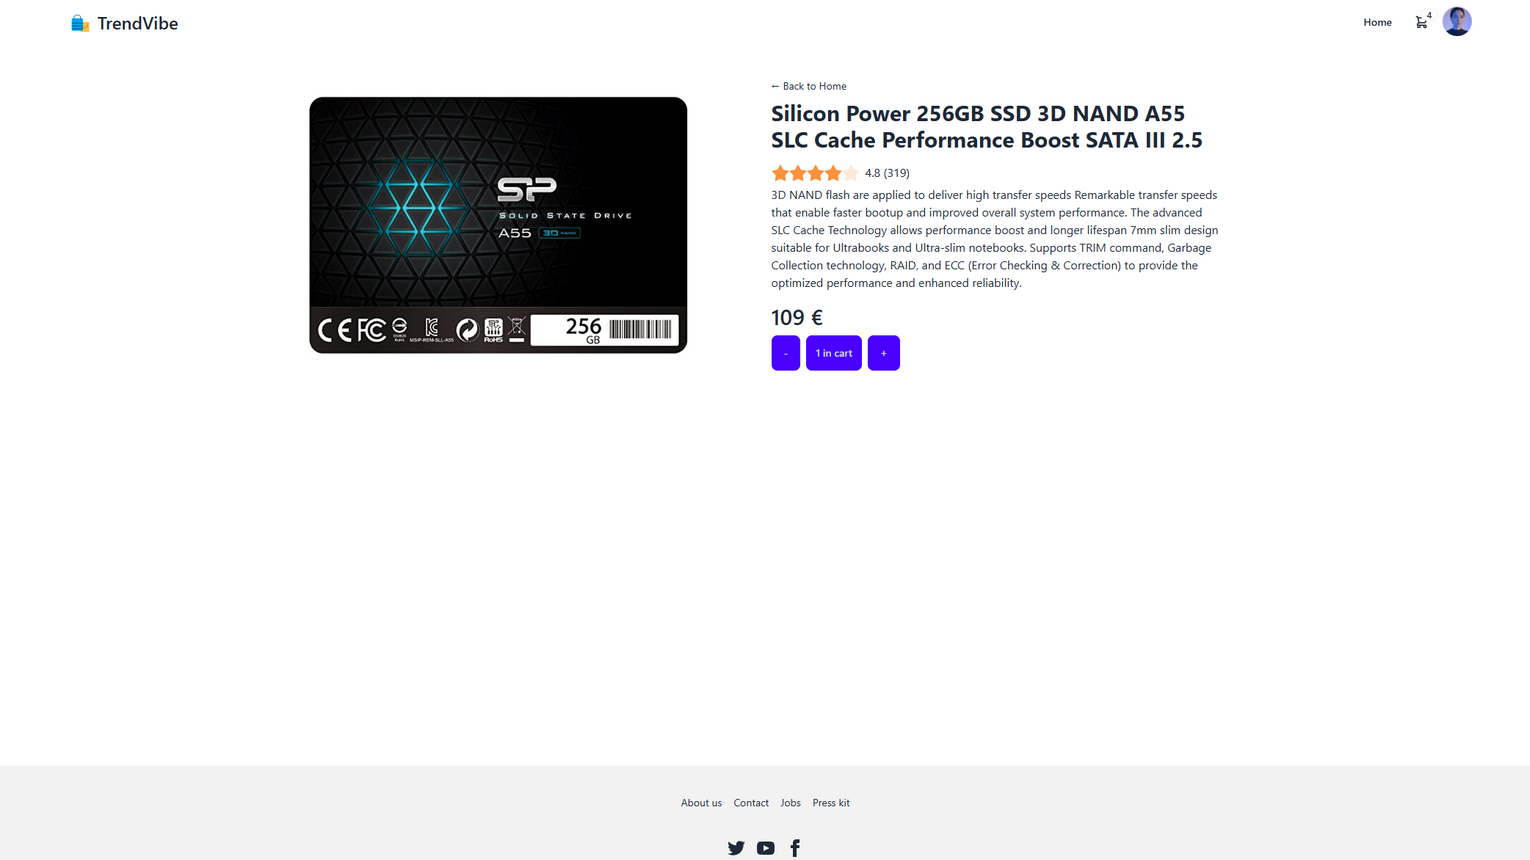 TrendVibe
Home
4
← Back to Home
Silicon Power 256GB SSD 3D NAND A55
SLC Cache Performance Boost SATA III 2.5
4.8 (319)
3D NAND flash are applied to deliver high transfer speeds Remarkable transfer speeds
that enable faster bootup and improved overall system performance. The advanced
SLC Cache Technology allows performance boost and longer lifespan 7mm slim design
suitable for Ultrabooks and Ultra-slim notebooks. Supports TRIM command, Garbage
Collection technology, RAID, and ECC (Error Checking & Correction) to provide the
optimized performance and enhanced reliability.
109 €
-
1 in cart
+
SP
SOLID STATE DRIVE
A55 3D NAND
CE FC
MSIP-REM-SLL-A55
RoHS
256
GB
About us
Contact
Jobs
Press kit